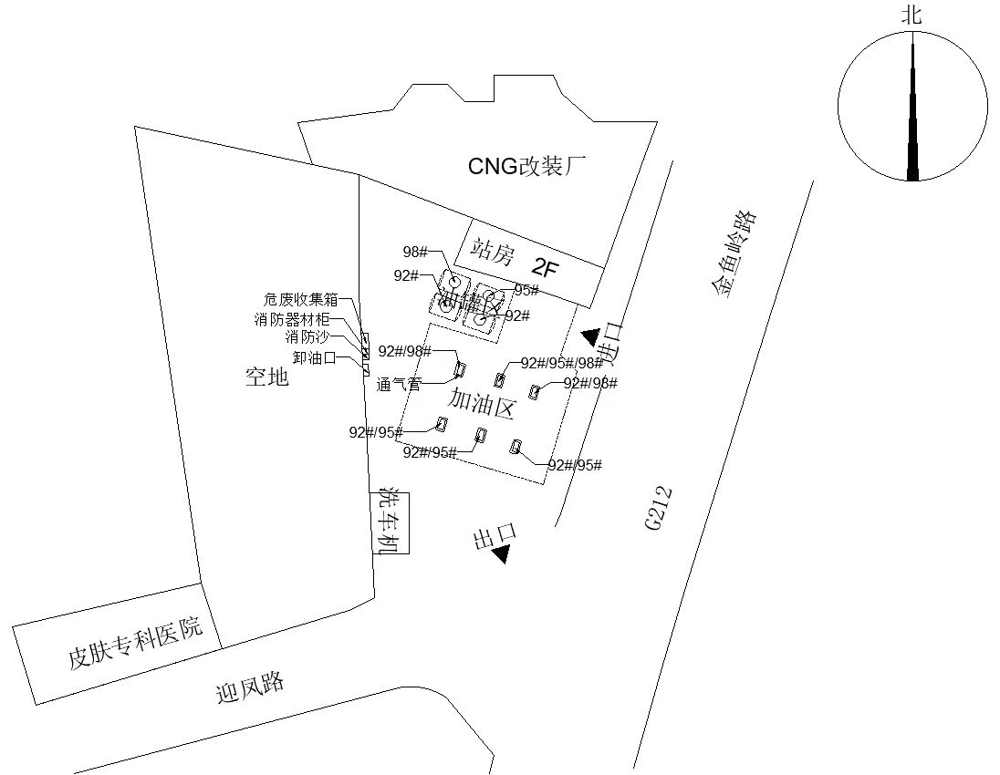 北
CNG改装厂
金鱼岭路
站房 2F
98#
92#
95#
油罐区
92#
危废收集箱
消防器材柜
消防沙
卸油口
进口
92#/98#
92#/95#/98#
92#/98#
通气管
空地
加油区
92#/95#
92#/95#
92#/95#
G212
洗车机
出口
皮肤专科医院
迎凤路